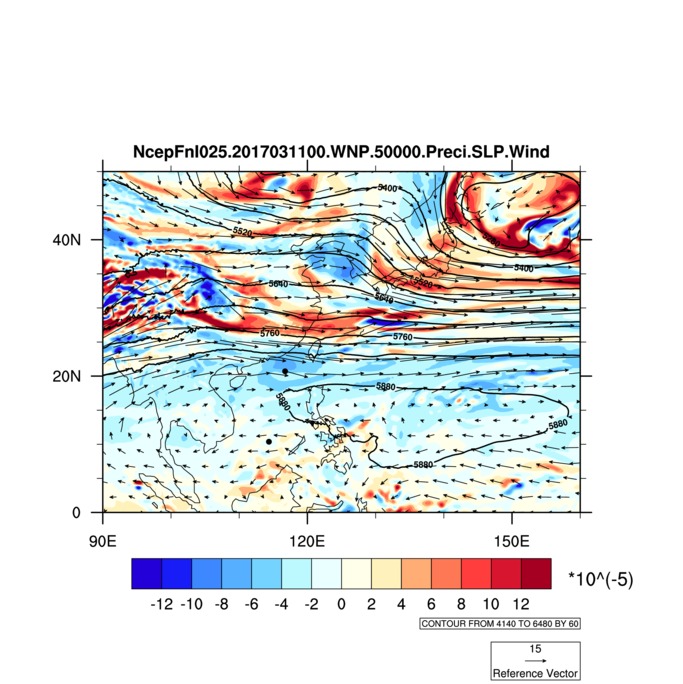 NcepFnl025.2017031100.WNP.50000.Preci.SLP.Wind
5400
40N
5520
5400
5520
5640
5640
5760
5760
20N
5880
5880
5880
5880
0
90E 120E 150E
-12 -10 -8 -6 -4 -2 0 2 4 6 8 10 12
*10^(-5)
CONTOUR FROM 4140 TO 6480 BY 60
15
Reference Vector